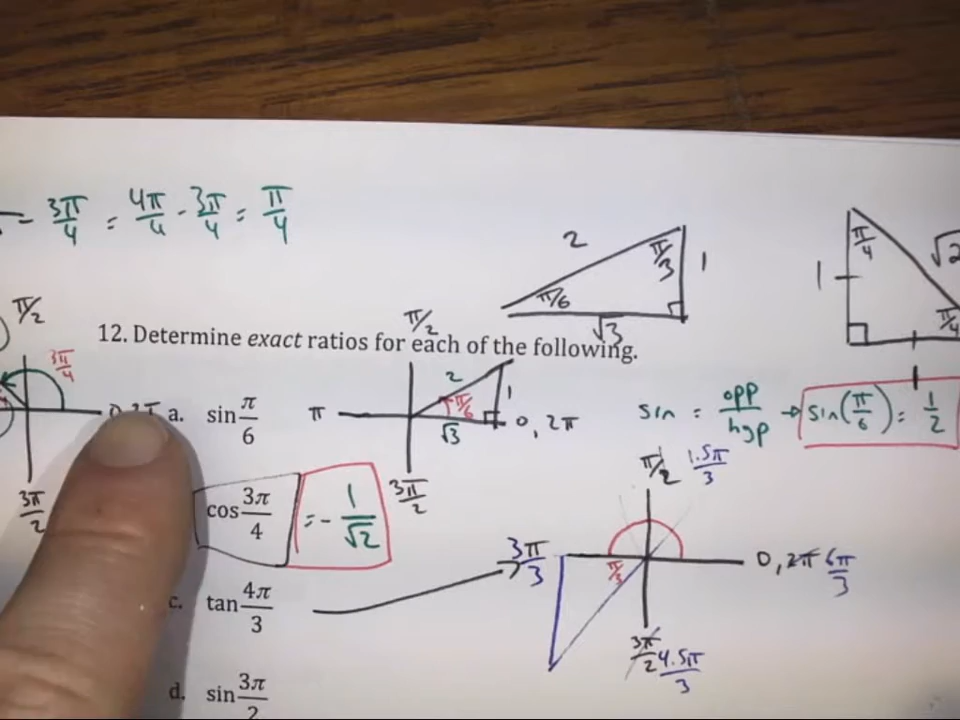 - 3π/4 = 4π/4 - 3π/4 = π/4
2
π/3
1
π/6
√3
π/4
1
√2
π/4
π/2
12. Determine exact ratios for each of the following.
π/2
3π/4
a. sin π/6
π
2
π/6
1
√3
0, 2π
sin = opp/hyp → sin(π/6) = 1/2
3π/2
3π/2
cos 3π/4 = - 1/√2
π/2 1.5π/3
3π/3
π/3
0, 2π 6π/3
c. tan 4π/3
3π/2 4.5π/3
d. sin 3π/2